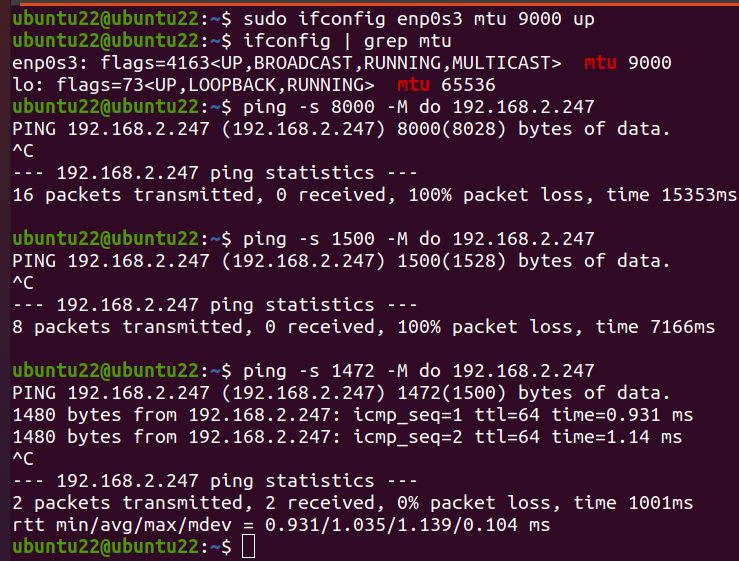 ubuntu22@ubuntu22:~$ sudo ifconfig enp0s3 mtu 9000 up
ubuntu22@ubuntu22:~$ ifconfig | grep mtu
enp0s3: flags=4163<UP,BROADCAST,RUNNING,MULTICAST>  mtu 9000
lo: flags=73<UP,LOOPBACK,RUNNING>  mtu 65536
ubuntu22@ubuntu22:~$ ping -s 8000 -M do 192.168.2.247
PING 192.168.2.247 (192.168.2.247) 8000(8028) bytes of data.
^C
--- 192.168.2.247 ping statistics ---
16 packets transmitted, 0 received, 100% packet loss, time 15353ms
ubuntu22@ubuntu22:~$ ping -s 1500 -M do 192.168.2.247
PING 192.168.2.247 (192.168.2.247) 1500(1528) bytes of data.
^C
--- 192.168.2.247 ping statistics ---
8 packets transmitted, 0 received, 100% packet loss, time 7166ms
ubuntu22@ubuntu22:~$ ping -s 1472 -M do 192.168.2.247
PING 192.168.2.247 (192.168.2.247) 1472(1500) bytes of data.
1480 bytes from 192.168.2.247: icmp_seq=1 ttl=64 time=0.931 ms
1480 bytes from 192.168.2.247: icmp_seq=2 ttl=64 time=1.14 ms
^C
--- 192.168.2.247 ping statistics ---
2 packets transmitted, 2 received, 0% packet loss, time 1001ms
rtt min/avg/max/mdev = 0.931/1.035/1.139/0.104 ms
ubuntu22@ubuntu22:~$